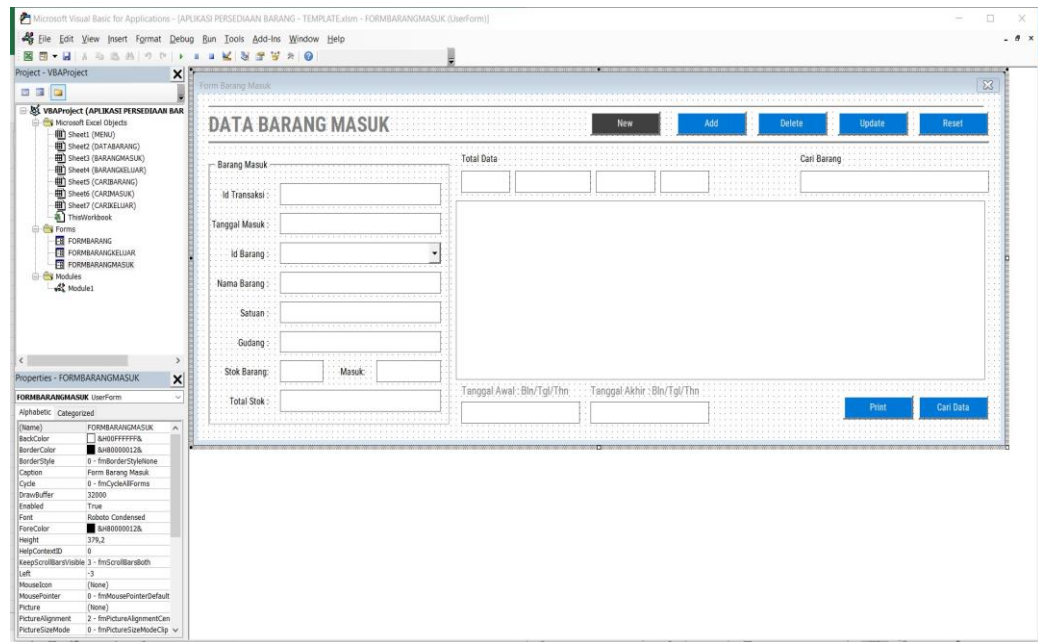 Microsoft Visual Basic for Applications - [APLIKASI PERSEDIAAN BARANG - TEMPLATE.xlsm - FORMBARANGMASUK (UserForm)]
File Edit View Insert Format Debug Run Tools Add-Ins Window Help
Project - VBAProject
VBAProject (APLIKASI PERSEDIAAN BAR
Microsoft Excel Objects
Sheet1 (MENU)
Sheet2 (DATABARANG)
Sheet3 (BARANGMASUK)
Sheet4 (BARANGKELUAR)
Sheet5 (CARIBARANG)
Sheet6 (CARIMASUK)
Sheet7 (CARIKELUAR)
ThisWorkbook
Forms
FORMBARANG
FORMBARANGKELUAR
FORMBARANGMASUK
Modules
Module1
Properties - FORMBARANGMASUK
FORMBARANGMASUK UserForm
Alphabetic Categorized
(Name) FORMBARANGMASUK
BackColor &H00FFFFFF&
BorderColor &H80000012&
BorderStyle 0 - fmBorderStyleNone
Caption Form Barang Masuk
Cycle 0 - fmCycleAllForms
DrawBuffer 32000
Enabled True
Font Roboto Condensed
ForeColor &H80000012&
Height 379,2
HelpContextID 0
KeepScrollBarsVisible 3 - fmScrollBarsBoth
Left -3
MouseIcon (None)
MousePointer 0 - fmMousePointerDefault
Picture (None)
PictureAlignment 2 - fmPictureAlignmentCen
PictureSizeMode 0 - fmPictureSizeModeClip
Form Barang Masuk
DATA BARANG MASUK
New Add Delete Update Reset
Barang Masuk
Id Transaksi :
Tanggal Masuk :
Id Barang :
Nama Barang :
Satuan :
Gudang :
Stok Barang: Masuk:
Total Stok :
Total Data Cari Barang
Tanggal Awal : Bln/Tgl/Thn Tanggal Akhir : Bln/Tgl/Thn
Print Cari Data